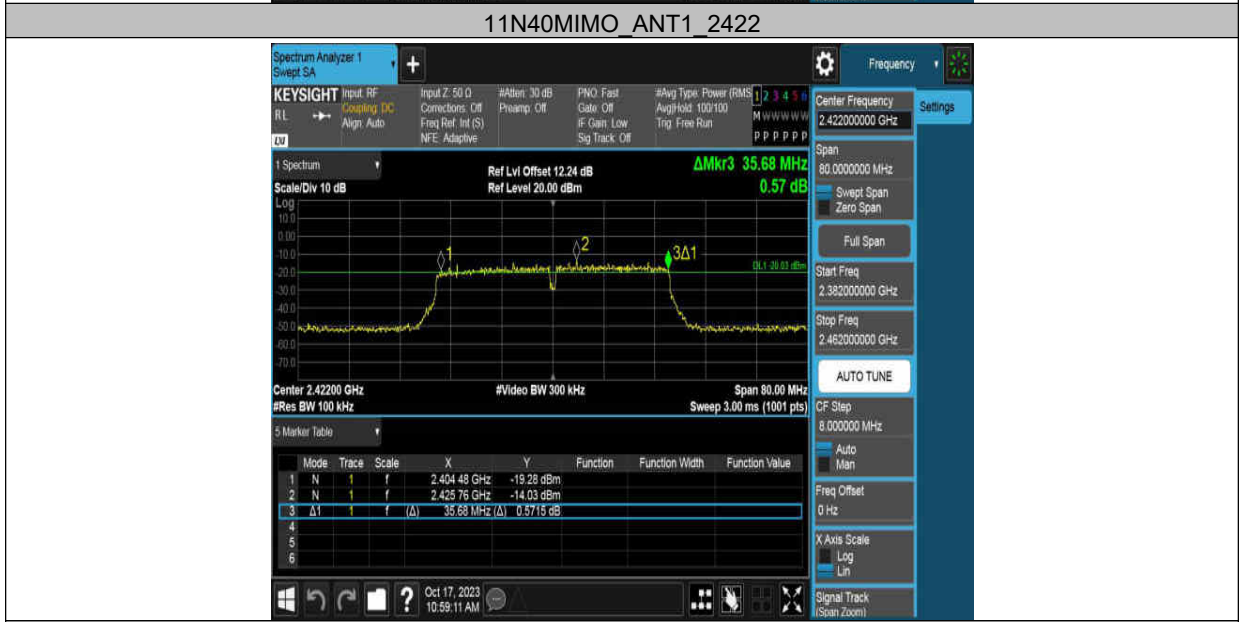 11N40MIMO_ANT1_2422
Spectrum Analyzer 1
Swept SA
+
Frequency
KEYSIGHT
RL
LXI
Input: RF
Coupling: DC
Align: Auto
Input Z: 50 Ω
Corrections: Off
Freq Ref: Int (S)
NFE: Adaptive
#Atten: 30 dB
Preamp: Off
PNO: Fast
Gate: Off
IF Gain: Low
Sig Track: Off
#Avg Type: Power (RMS
Avg|Hold: 100/100
Trig: Free Run
1 2 3 4 5 6
M W W W W W
P P P P P P
1 Spectrum
Scale/Div 10 dB
Ref Lvl Offset 12.24 dB
Ref Level 20.00 dBm
ΔMkr3 35.68 MHz
0.57 dB
Log
10.0
0.00
-10.0
-20.0
-30.0
-40.0
-50.0
-60.0
-70.0
1
2
3Δ1
DL1 -20.03 dBm
Center 2.42200 GHz
#Res BW 100 kHz
#Video BW 300 kHz
Span 80.00 MHz
Sweep 3.00 ms (1001 pts)
5 Marker Table
Mode Trace Scale X Y Function Function Width Function Value
1 N 1 f 2.404 48 GHz -19.28 dBm
2 N 1 f 2.425 76 GHz -14.03 dBm
3 Δ1 1 f (Δ) 35.68 MHz (Δ) 0.5715 dB
4
5
6
?
Oct 17, 2023
10:59:11 AM
Center Frequency
2.422000000 GHz
Settings
Span
80.0000000 MHz
Swept Span
Zero Span
Full Span
Start Freq
2.382000000 GHz
Stop Freq
2.462000000 GHz
AUTO TUNE
CF Step
8.000000 MHz
Auto
Man
Freq Offset
0 Hz
X Axis Scale
Log
Lin
Signal Track
(Span Zoom)